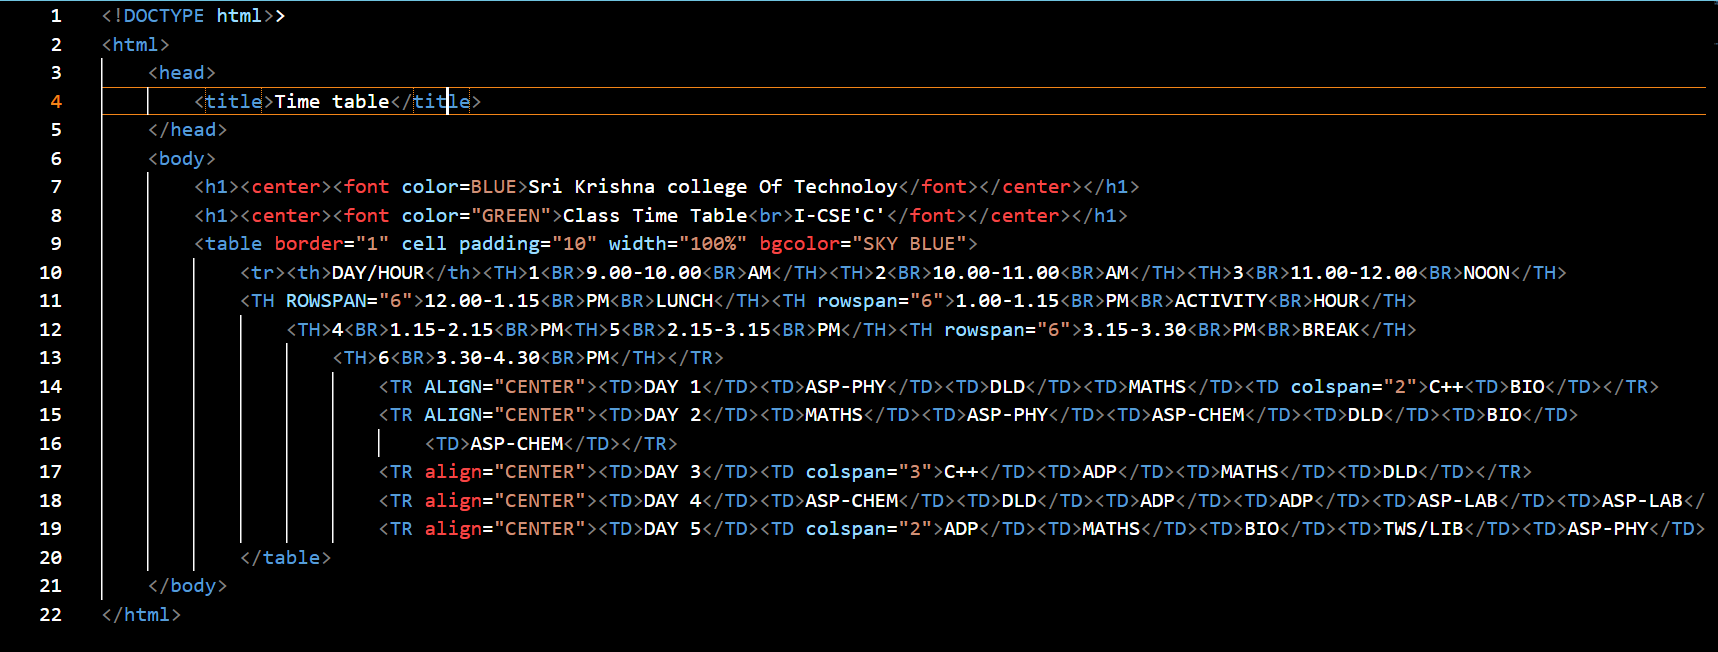 1 <!DOCTYPE html>>
2 <html>
3 <head>
4 <title>Time table</title>
5 </head>
6 <body>
7 <h1><center><font color=BLUE>Sri Krishna college Of Technoloy</font></center></h1>
8 <h1><center><font color="GREEN">Class Time Table<br>I-CSE'C'</font></center></h1>
9 <table border="1" cell padding="10" width="100%" bgcolor="SKY BLUE">
10 <tr><th>DAY/HOUR</th><TH>1<BR>9.00-10.00<BR>AM</TH><TH>2<BR>10.00-11.00<BR>AM</TH><TH>3<BR>11.00-12.00<BR>NOON</TH>
11 <TH ROWSPAN="6">12.00-1.15<BR>PM<BR>LUNCH</TH><TH rowspan="6">1.00-1.15<BR>PM<BR>ACTIVITY<BR>HOUR</TH>
12 <TH>4<BR>1.15-2.15<BR>PM<TH>5<BR>2.15-3.15<BR>PM</TH><TH rowspan="6">3.15-3.30<BR>PM<BR>BREAK</TH>
13 <TH>6<BR>3.30-4.30<BR>PM</TH></TR>
14 <TR ALIGN="CENTER"><TD>DAY 1</TD><TD>ASP-PHY</TD><TD>DLD</TD><TD>MATHS</TD><TD colspan="2">C++<TD>BIO</TD></TR>
15 <TR ALIGN="CENTER"><TD>DAY 2</TD><TD>MATHS</TD><TD>ASP-PHY</TD><TD>ASP-CHEM</TD><TD>DLD</TD><TD>BIO</TD>
16 <TD>ASP-CHEM</TD></TR>
17 <TR align="CENTER"><TD>DAY 3</TD><TD colspan="3">C++</TD><TD>ADP</TD><TD>MATHS</TD><TD>DLD</TD></TR>
18 <TR align="CENTER"><TD>DAY 4</TD><TD>ASP-CHEM</TD><TD>DLD</TD><TD>ADP</TD><TD>ADP</TD><TD>ASP-LAB</TD><TD>ASP-LAB</
19 <TR align="CENTER"><TD>DAY 5</TD><TD colspan="2">ADP</TD><TD>MATHS</TD><TD>BIO</TD><TD>TWS/LIB</TD><TD>ASP-PHY</TD>
20 </table>
21 </body>
22 </html>